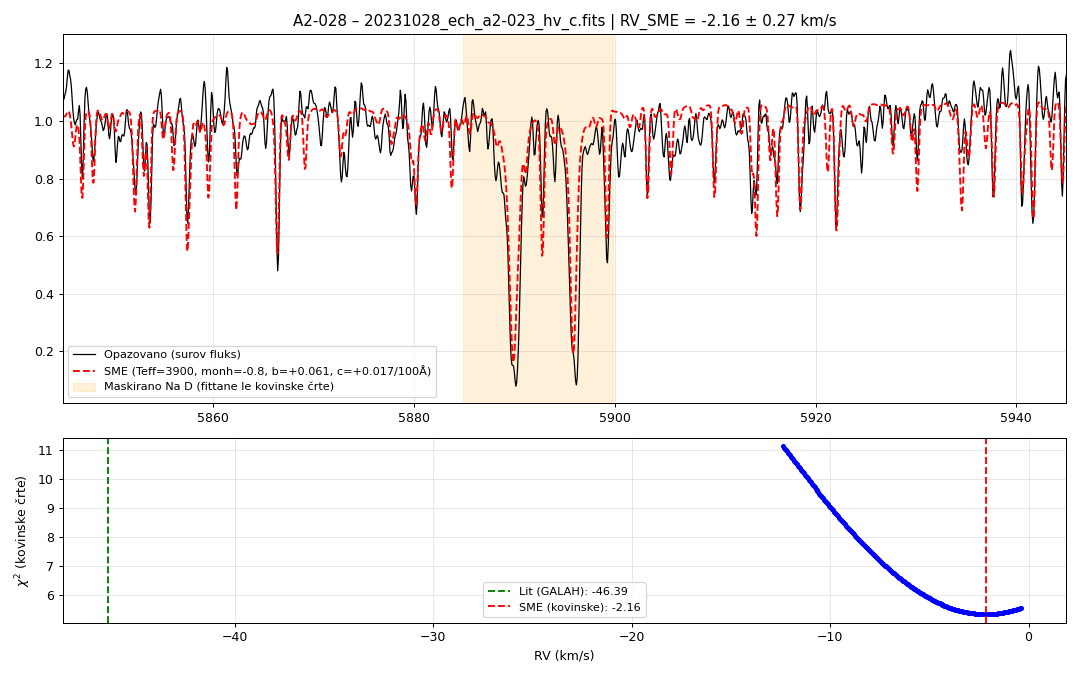 A2-028 – 20231028_ech_a2-023_hv_c.fits | RV_SME = -2.16 ± 0.27 km/s
1.2
1.0
0.8
0.6
0.4
0.2
Opazovano (surov fluks)
SME (Teff=3900, monh=-0.8, b=+0.061, c=+0.017/100Å)
Maskirano Na D (fittane le kovinske črte)
5860 5880 5900 5920 5940
11
10
9
8
7
6
χ² (kovinske črte)
Lit (GALAH): -46.39
SME (kovinske): -2.16
−40 −30 −20 −10 0
RV (km/s)